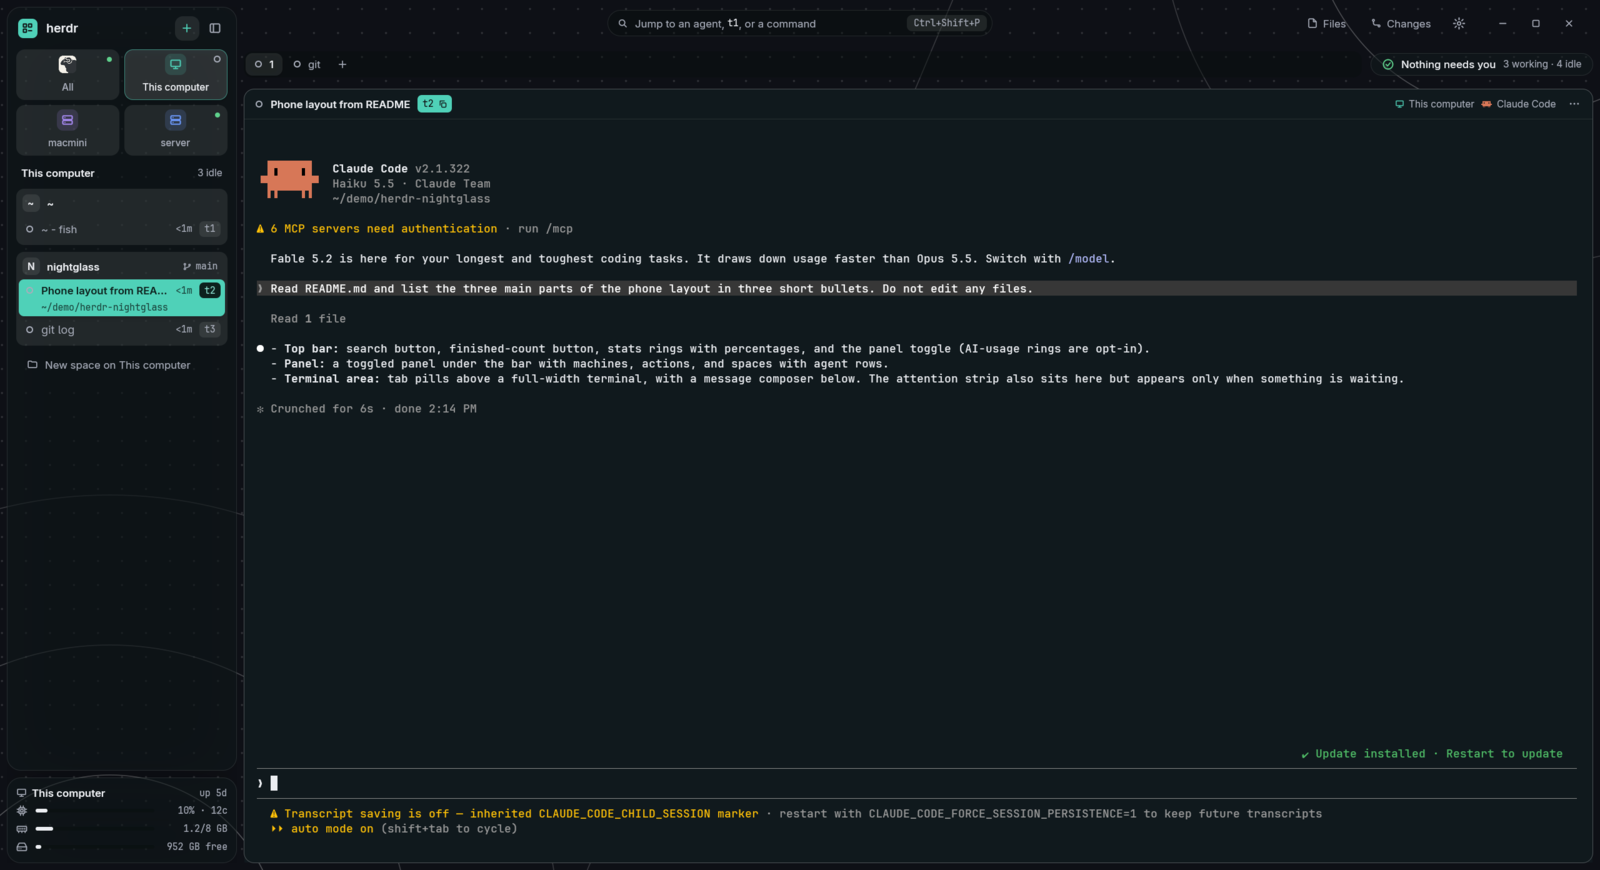 herdr
All
This computer
macmini
server
This computer 3 idle
~ ~
~ - fish <1m t1
N nightglass main
Phone layout from REA... <1m t2
~/demo/herdr-nightglass
git log <1m t3
New space on This computer
This computer up 5d
10% · 12c
1.2/8 GB
952 GB free
Jump to an agent, t1, or a command Ctrl+Shift+P
Files Changes
1 git +
Nothing needs you 3 working · 4 idle
Phone layout from README t2
This computer Claude Code ···
Claude Code v2.1.322
Haiku 5.5 · Claude Team
~/demo/herdr-nightglass
⚠ 6 MCP servers need authentication · run /mcp
Fable 5.2 is here for your longest and toughest coding tasks. It draws down usage faster than Opus 5.5. Switch with /model.
❯ Read README.md and list the three main parts of the phone layout in three short bullets. Do not edit any files.
Read 1 file
● - Top bar: search button, finished-count button, stats rings with percentages, and the panel toggle (AI-usage rings are opt-in).
- Panel: a toggled panel under the bar with machines, actions, and spaces with agent rows.
- Terminal area: tab pills above a full-width terminal, with a message composer below. The attention strip also sits here but appears only when something is waiting.
✻ Crunched for 6s · done 2:14 PM
✔ Update installed · Restart to update
❯
⚠ Transcript saving is off — inherited CLAUDE_CODE_CHILD_SESSION marker · restart with CLAUDE_CODE_FORCE_SESSION_PERSISTENCE=1 to keep future transcripts
⏵⏵ auto mode on (shift+tab to cycle)